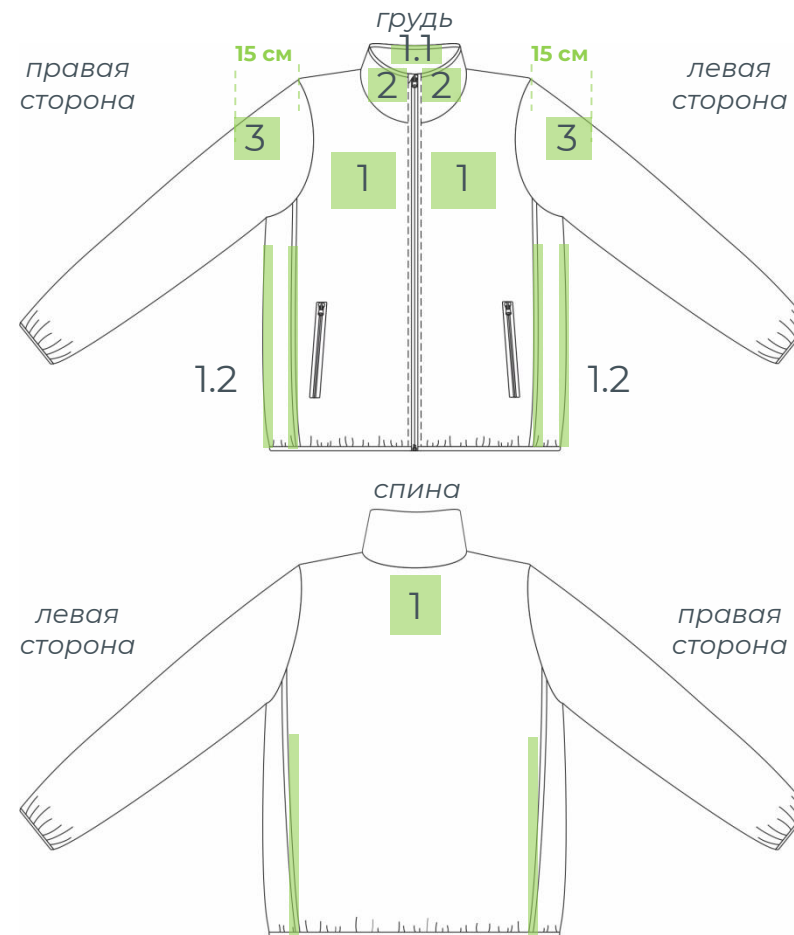 грудь
1.1
15 см
15 см
правая
сторона
левая
сторона
2
2
3
3
1
1
1.2
1.2
спина
левая
сторона
1
правая
сторона